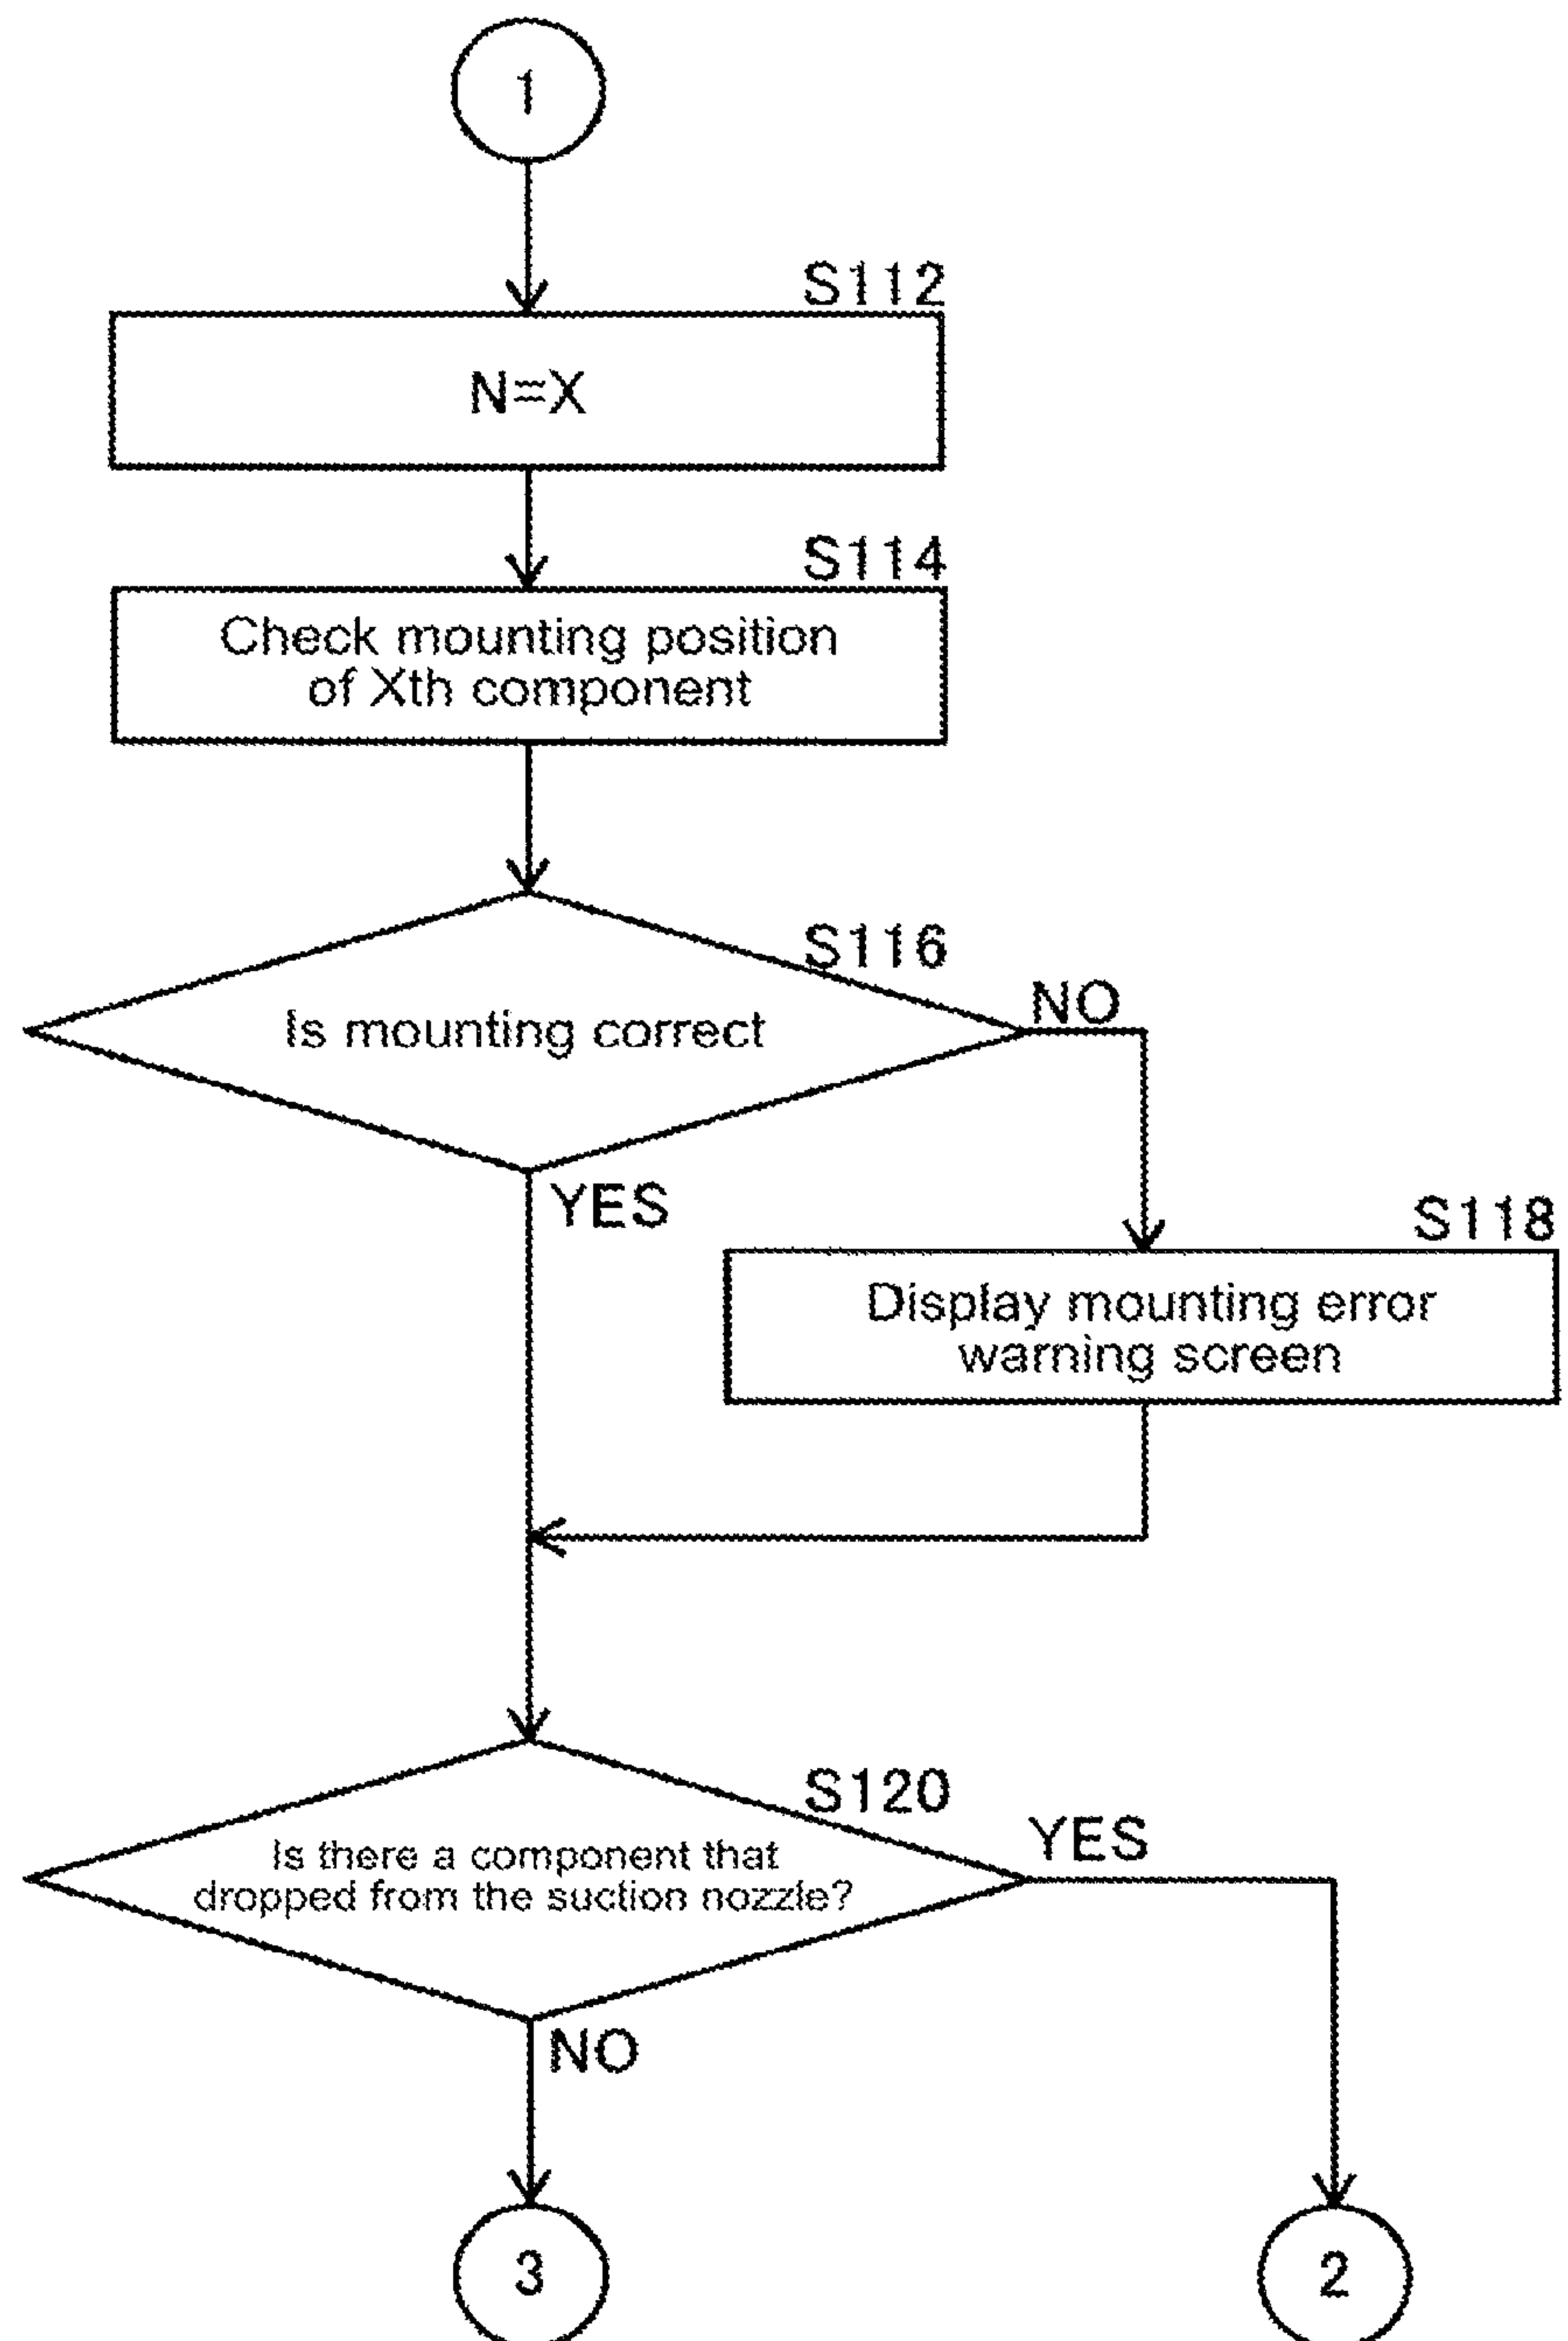 1
S112
N=X
S114
Check mounting position
of Xth component
S116
Is mounting correct
NO
YES
S118
Display mounting error
warning screen
S120
Is there a component that
dropped from the suction nozzle?
YES
NO
3
2